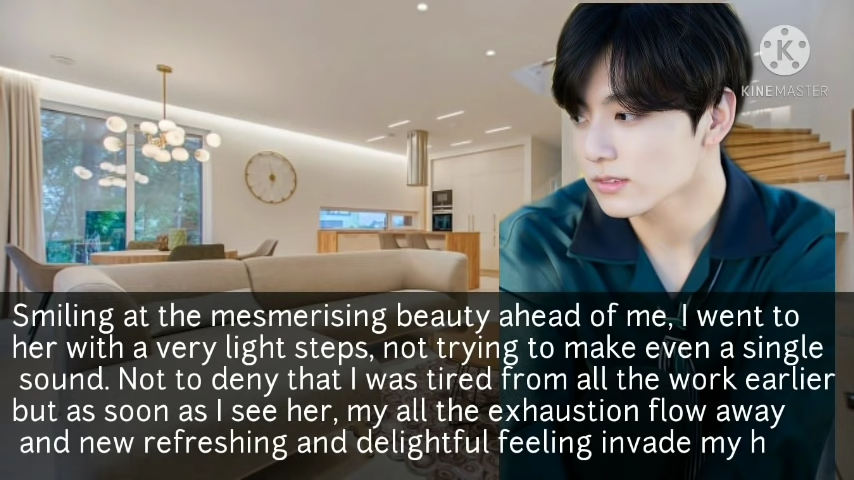 K
KINEMASTER
Smiling at the mesmerising beauty ahead of me, I went to
her with a very light steps, not trying to make even a single
sound. Not to deny that I was tired from all the work earlier
but as soon as I see her, my all the exhaustion flow away
and new refreshing and delightful feeling invade my h